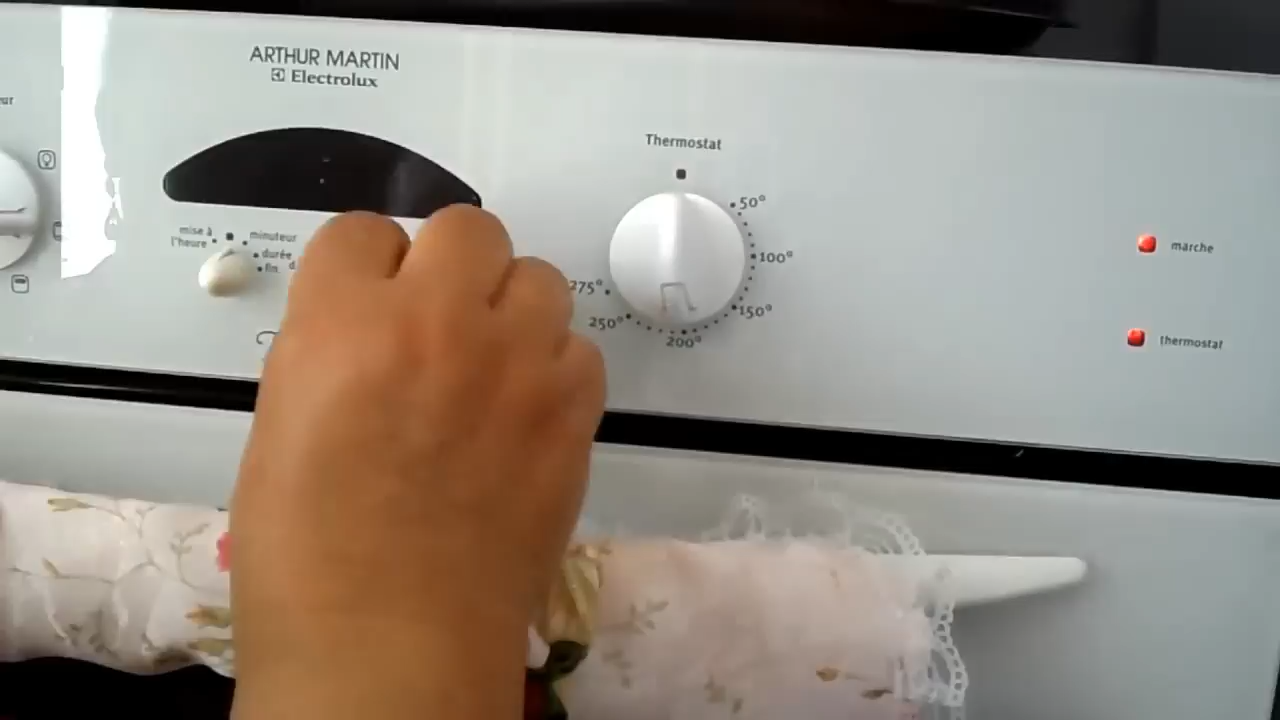 ARTHUR MARTIN
Electrolux
Thermostat
50°
100°
150°
200°
250°
275°
mise à
l'heure
minuteur
durée
fin
marche
thermostat